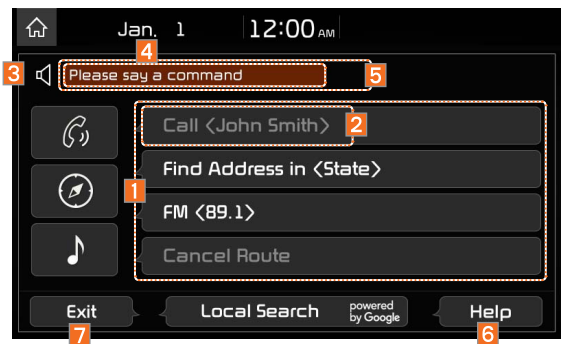 Jan. 1 12:00 AM
4
3 Please say a command 5
Call <John Smith> 2
Find Address in <State>
1
FM <89.1>
Cancel Route
Exit Local Search powered by Google Help
7 6